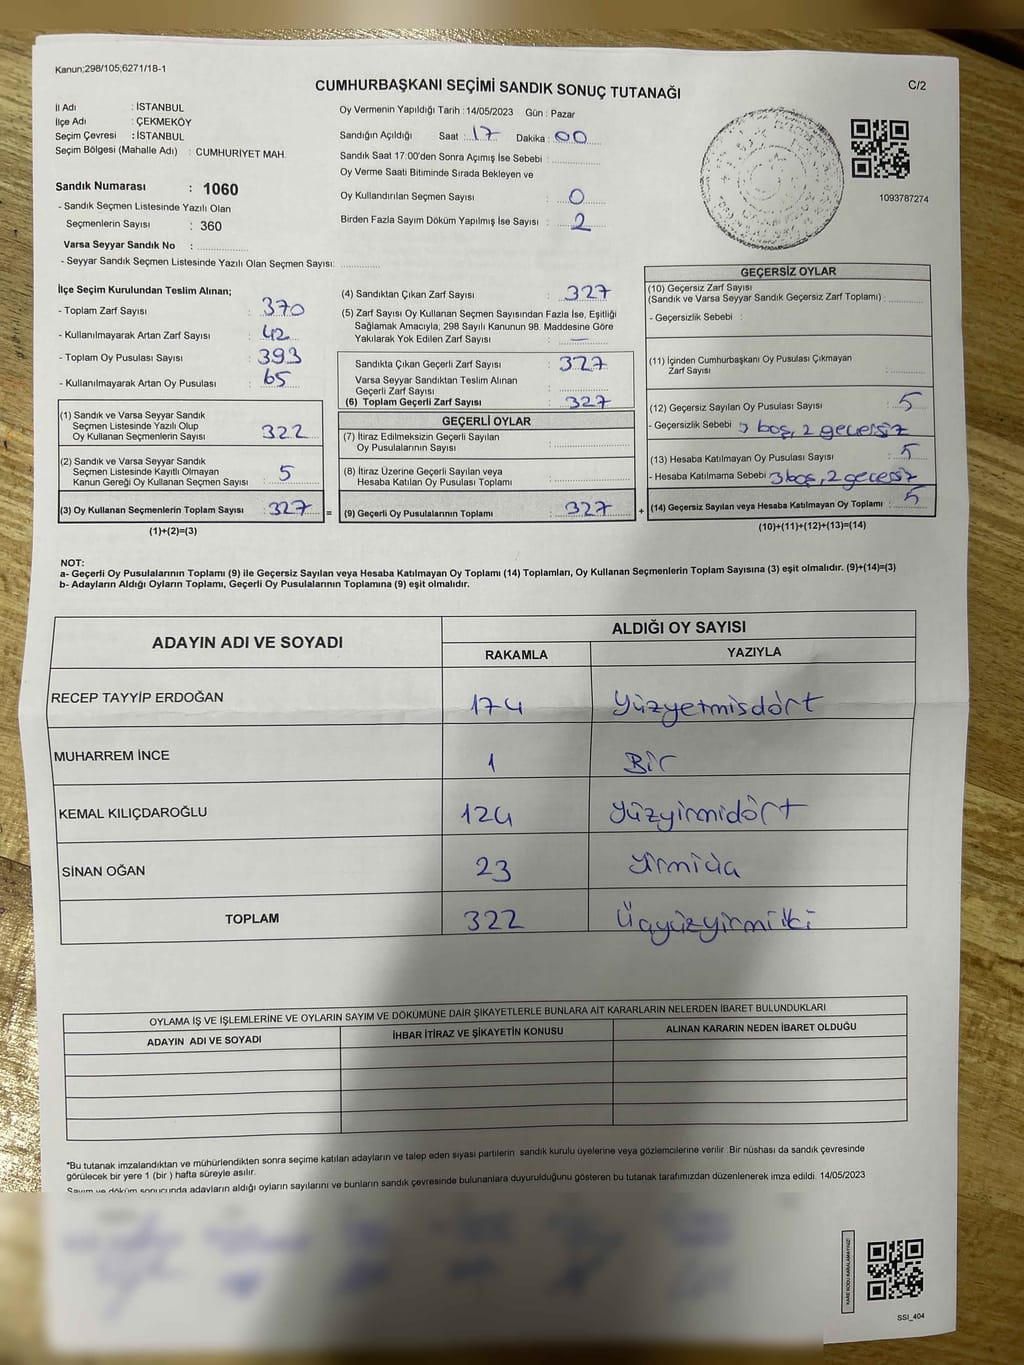 Kanun;298/105,6271/18-1
C/2
CUMHURBAŞKANI SEÇİMİ SANDIK SONUÇ TUTANAĞI
İl Adı : İSTANBUL
İlçe Adı : ÇEKMEKÖY
Seçim Çevresi : İSTANBUL
Seçim Bölgesi (Mahalle Adı) : CUMHURİYET MAH.
Sandık Numarası : 1060
- Sandık Seçmen Listesinde Yazılı Olan
Seçmenlerin Sayısı : 360
Varsa Seyyar Sandık No :
- Seyyar Sandık Seçmen Listesinde Yazılı Olan Seçmen Sayısı:
Oy Vermenin Yapıldığı Tarih : 14/05/2023 Gün : Pazar
Sandığın Açıldığı Saat : 17 Dakika : 00
Sandık Saat 17:00'den Sonra Açımış İse Sebebi :
Oy Verme Saati Bitiminde Sırada Bekleyen ve
Oy Kullandırılan Seçmen Sayısı : 0
Birden Fazla Sayım Döküm Yapılmış İse Sayısı : 2
1093787274
İlçe Seçim Kurulundan Teslim Alınan;
- Toplam Zarf Sayısı : 370
- Kullanılmayarak Artan Zarf Sayısı : 42
- Toplam Oy Pusulası Sayısı : 393
- Kullanılmayarak Artan Oy Pusulası : 65
(1) Sandık ve Varsa Seyyar Sandık
Seçmen Listesinde Yazılı Olup
Oy Kullanan Seçmenlerin Sayısı : 322
(2) Sandık ve Varsa Seyyar Sandık
Seçmen Listesinde Kayıtlı Olmayan
Kanun Gereği Oy Kullanan Seçmen Sayısı : 5
(3) Oy Kullanan Seçmenlerin Toplam Sayısı : 327
(1)+(2)=(3)
(4) Sandıktan Çıkan Zarf Sayısı : 327
(5) Zarf Sayısı Oy Kullanan Seçmen Sayısından Fazla İse, Eşitliği
Sağlamak Amacıyla, 298 Sayılı Kanunun 98. Maddesine Göre
Yakılarak Yok Edilen Zarf Sayısı : —
Sandıkta Çıkan Geçerli Zarf Sayısı : 327
Varsa Seyyar Sandıktan Teslim Alınan
Geçerli Zarf Sayısı :
(6) Toplam Geçerli Zarf Sayısı : 327
GEÇERLİ OYLAR
(7) İtiraz Edilmeksizin Geçerli Sayılan
Oy Pusulalarının Sayısı :
(8) İtiraz Üzerine Geçerli Sayılan veya
Hesaba Katılan Oy Pusulası Toplamı :
= (9) Geçerli Oy Pusulalarının Toplamı : 327 +
GEÇERSİZ OYLAR
(10) Geçersiz Zarf Sayısı
(Sandık ve Varsa Seyyar Sandık Geçersiz Zarf Toplamı) :
- Geçersizlik Sebebi :
(11) İçinden Cumhurbaşkanı Oy Pusulası Çıkmayan
Zarf Sayısı :
(12) Geçersiz Sayılan Oy Pusulası Sayısı : 5
- Geçersizlik Sebebi : 3 boş, 2 geçersiz
(13) Hesaba Katılmayan Oy Pusulası Sayısı : 5
- Hesaba Katılmama Sebebi : 3 boş, 2 geçersiz
(14) Geçersiz Sayılan veya Hesaba Katılmayan Oy Toplamı : 5
(10)+(11)+(12)+(13)=(14)
NOT:
a- Geçerli Oy Pusulalarının Toplamı (9) ile Geçersiz Sayılan veya Hesaba Katılmayan Oy Toplamı (14) Toplamları, Oy Kullanan Seçmenlerin Toplam Sayısına (3) eşit olmalıdır. (9)+(14)=(3)
b- Adayların Aldığı Oyların Toplamı, Geçerli Oy Pusulalarının Toplamına (9) eşit olmalıdır.
ADAYIN ADI VE SOYADI
ALDIĞI OY SAYISI
RAKAMLA YAZIYLA
RECEP TAYYİP ERDOĞAN 174 Yüzyetmişdört
MUHARREM İNCE 1 Bir
KEMAL KILIÇDAROĞLU 124 Yüzyirmidört
SİNAN OĞAN 23
TOPLAM 322 Üçyüzyirmiiki
OYLAMA İŞ VE İŞLEMLERİNE VE OYLARIN SAYIM VE DÖKÜMÜNE DAİR ŞİKAYETLERLE BUNLARA AİT KARARLARIN NELERDEN İBARET BULUNDUKLARI
ADAYIN ADI VE SOYADI İHBAR İTİRAZ VE ŞİKAYETİN KONUSU ALINAN KARARIN NEDEN İBARET OLDUĞU
*Bu tutanak imzalandıktan ve mühürlendikten sonra seçime katılan adayların ve talep eden siyasi partilerin sandık kurulu üyelerine veya gözlemcilerine verilir. Bir nüshası da sandık çevresinde
görülecek bir yere 1 (bir ) hafta süreyle asılır.
Sayım ve döküm sonucunda adayların aldığı oyların sayılarını ve bunların sandık çevresinde bulunanlara duyurulduğunu gösteren bu tutanak tarafımızdan düzenlenerek imza edildi. 14/05/2023
KARE KODU KARALAMAYINIZ!
SSI_404